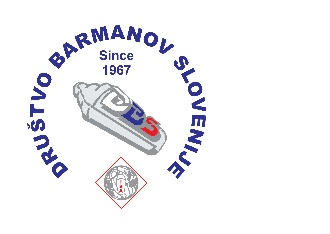 DRUŠTVO BARMANOV SLOVENIJE
Since
1967
DBS